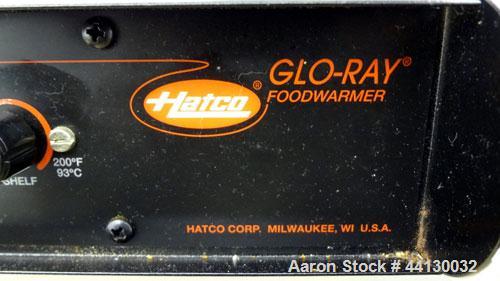 GLO-RAY®
Hatco®
FOODWARMER
200°F
93°C
SHELF
HATCO CORP. MILWAUKEE, WI U.S.A.
Aaron Stock # 44130032